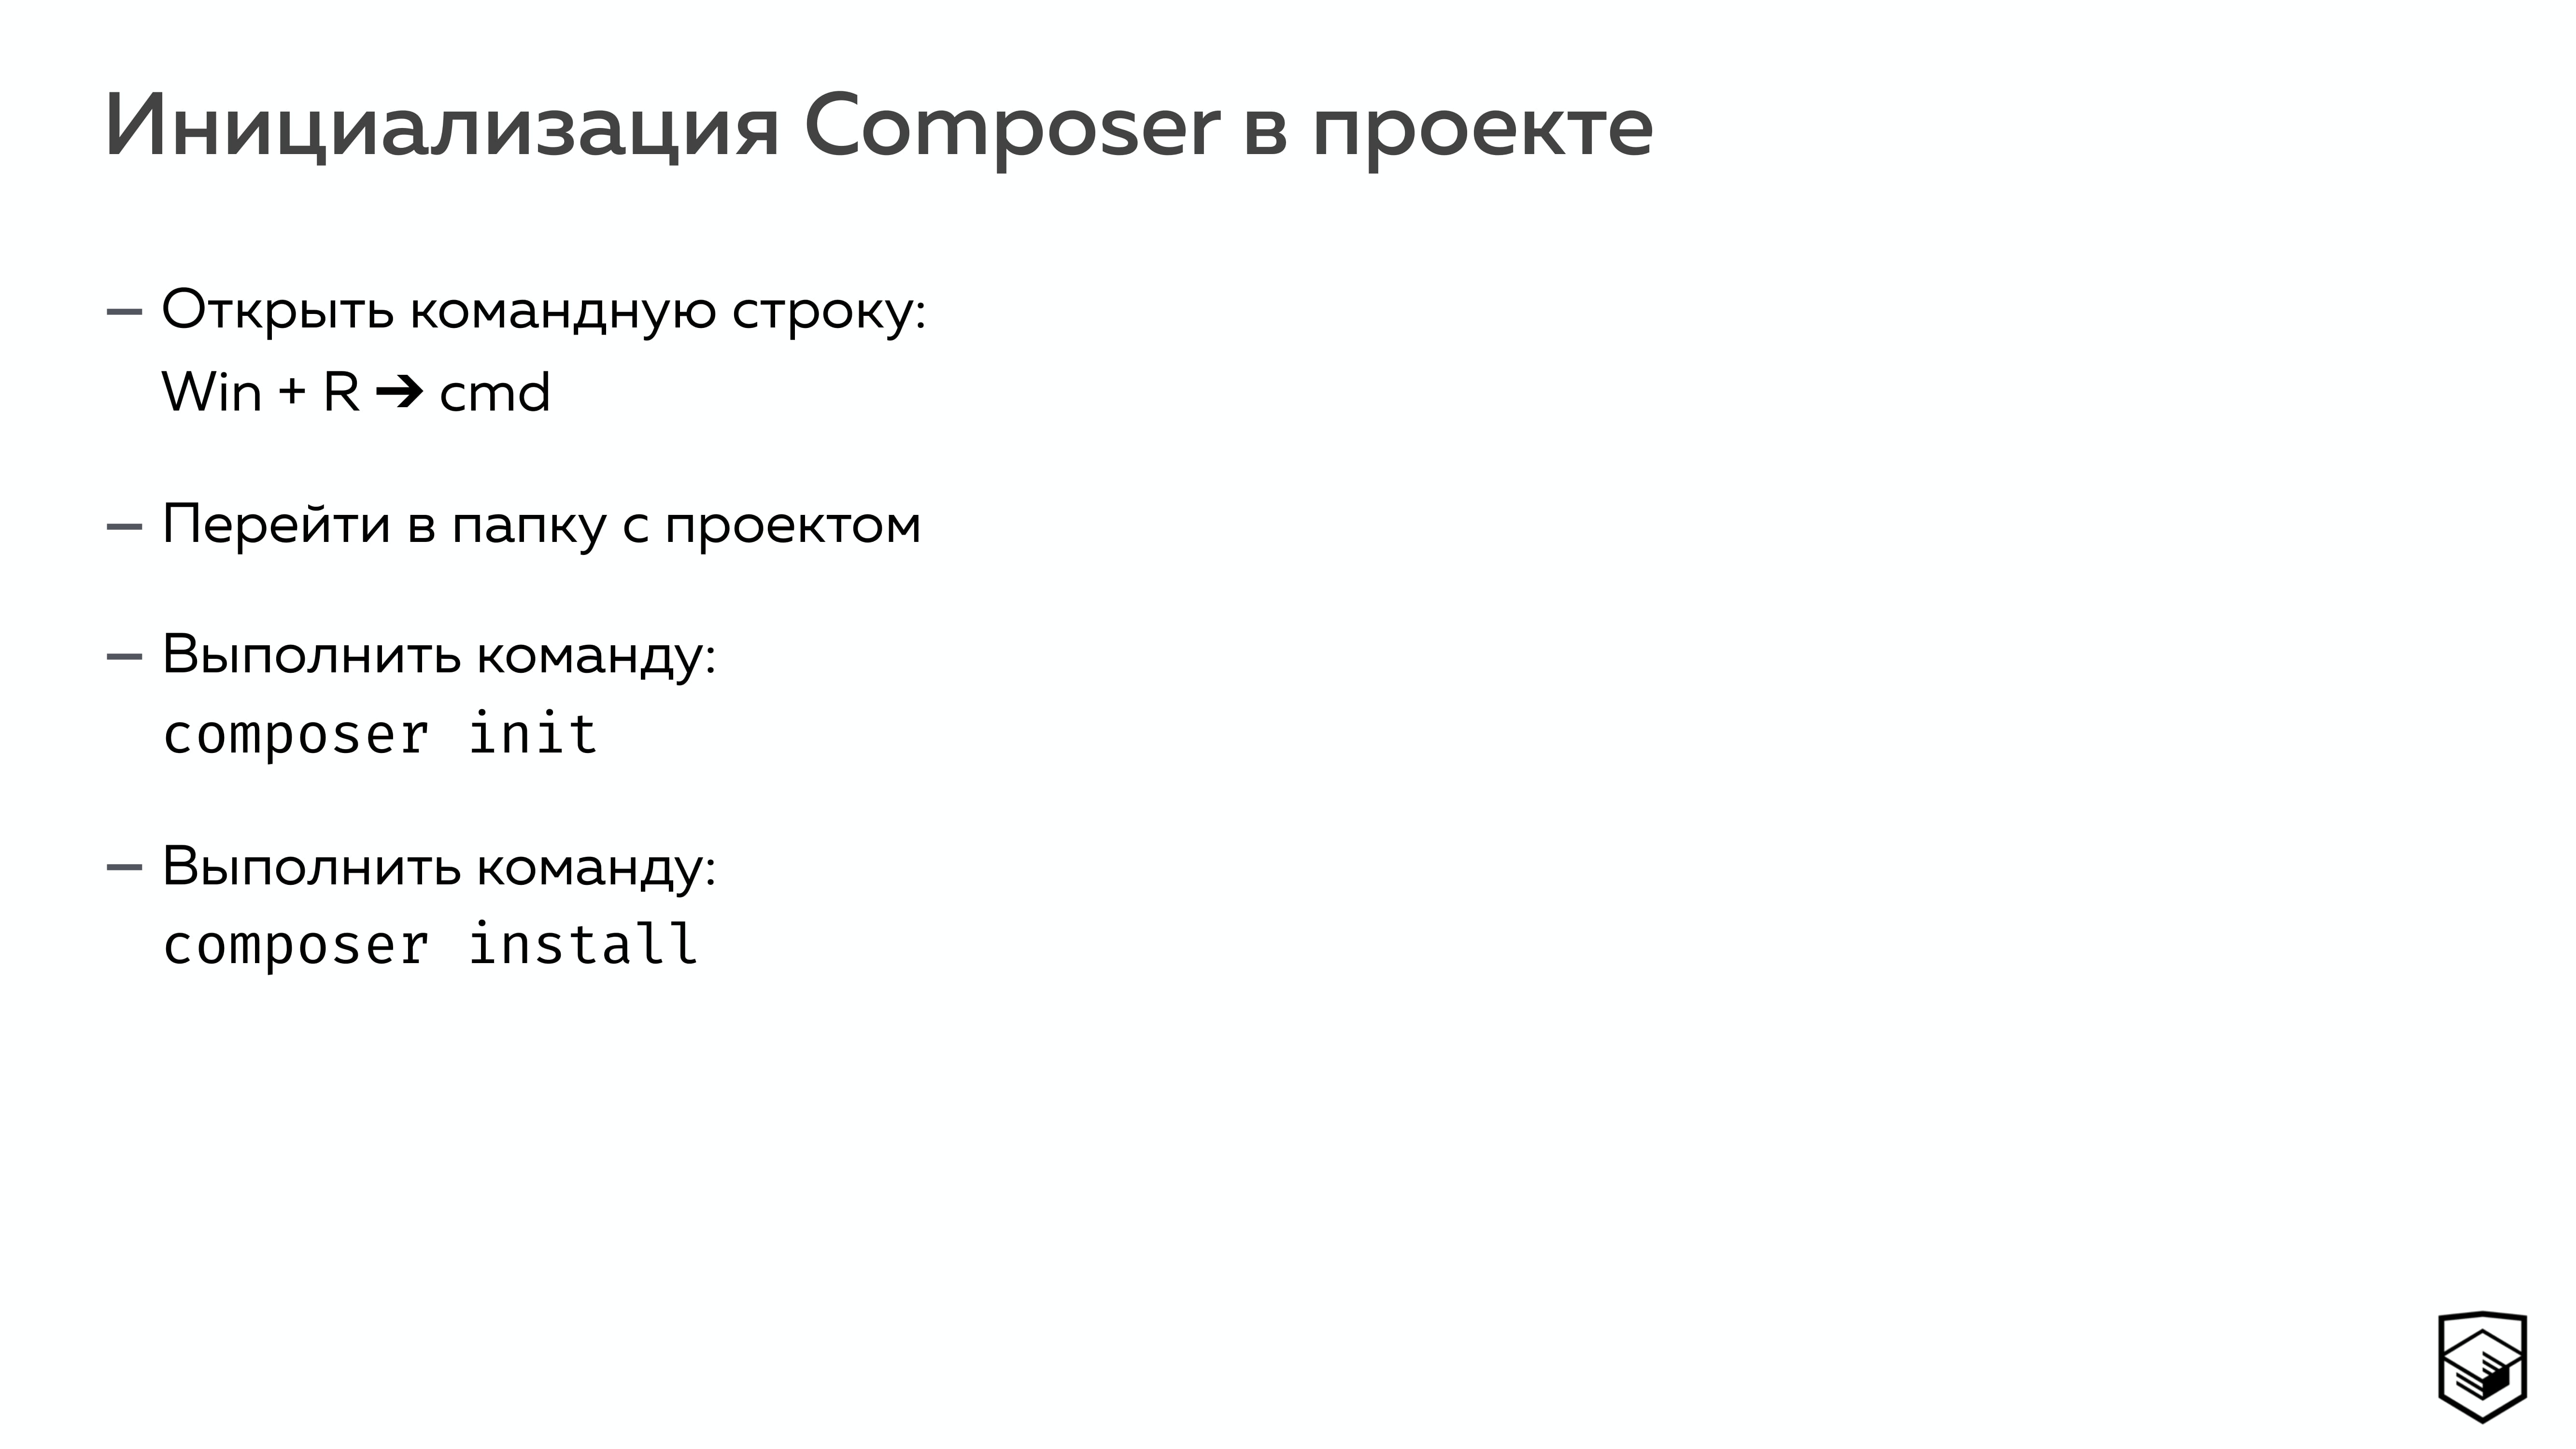 Инициализация Composer в проекте
— Открыть командную строку:
Win + R ➔ cmd
— Перейти в папку с проектом
— Выполнить команду:
composer init
— Выполнить команду:
composer install